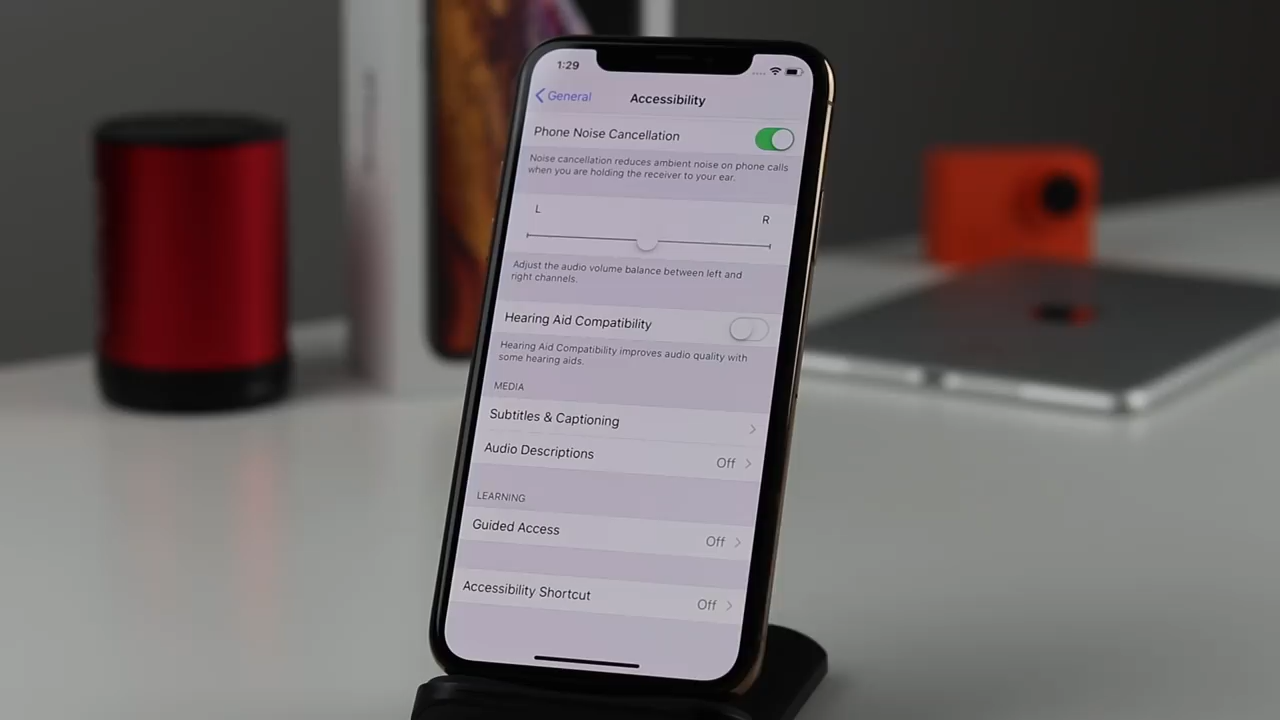 1:29
General
Accessibility
Phone Noise Cancellation
Noise cancellation reduces ambient noise on phone calls
when you are holding the receiver to your ear.
L
R
Adjust the audio volume balance between left and
right channels.
Hearing Aid Compatibility
Hearing Aid Compatibility improves audio quality with
some hearing aids.
MEDIA
Subtitles & Captioning
Audio Descriptions Off
LEARNING
Guided Access Off
Accessibility Shortcut Off